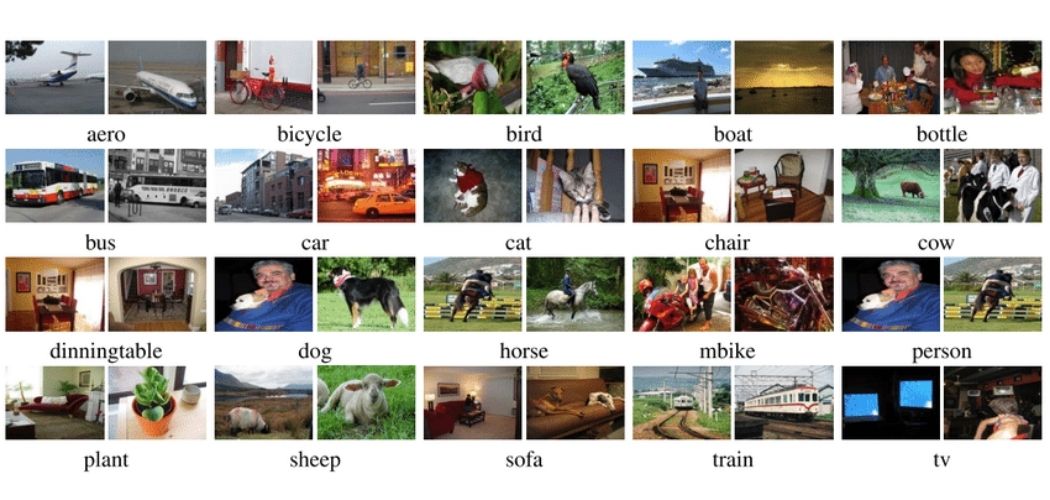 aero bicycle bird boat bottle
bus car cat chair cow
dinningtable dog horse mbike person
plant sheep sofa train tv